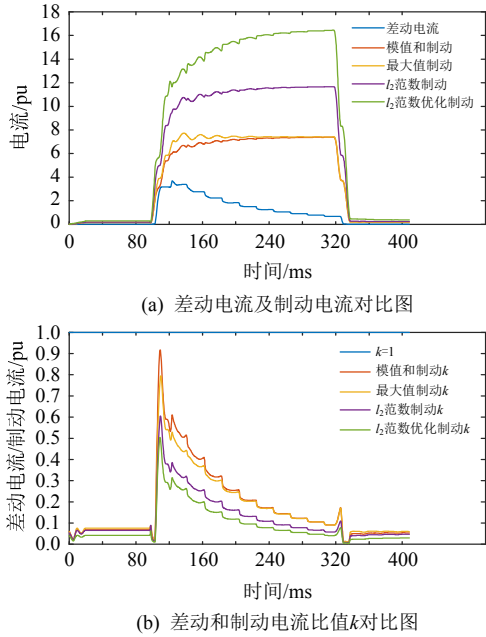 18
16
14
12
10
8
6
4
2
0
电流/pu
差动电流
模值和制动
最大值制动
l₂范数制动
l₂范数优化制动
0 80 160 240 320 400
时间/ms
(a) 差动电流及制动电流对比图
1.0
0.9
0.8
0.7
0.6
0.5
0.4
0.3
0.2
0.1
0.0
差动电流/制动电流/pu
k=1
模值和制动k
最大值制动k
l₂范数制动k
l₂范数优化制动k
0 80 160 240 320 400
时间/ms
(b) 差动和制动电流比值k对比图